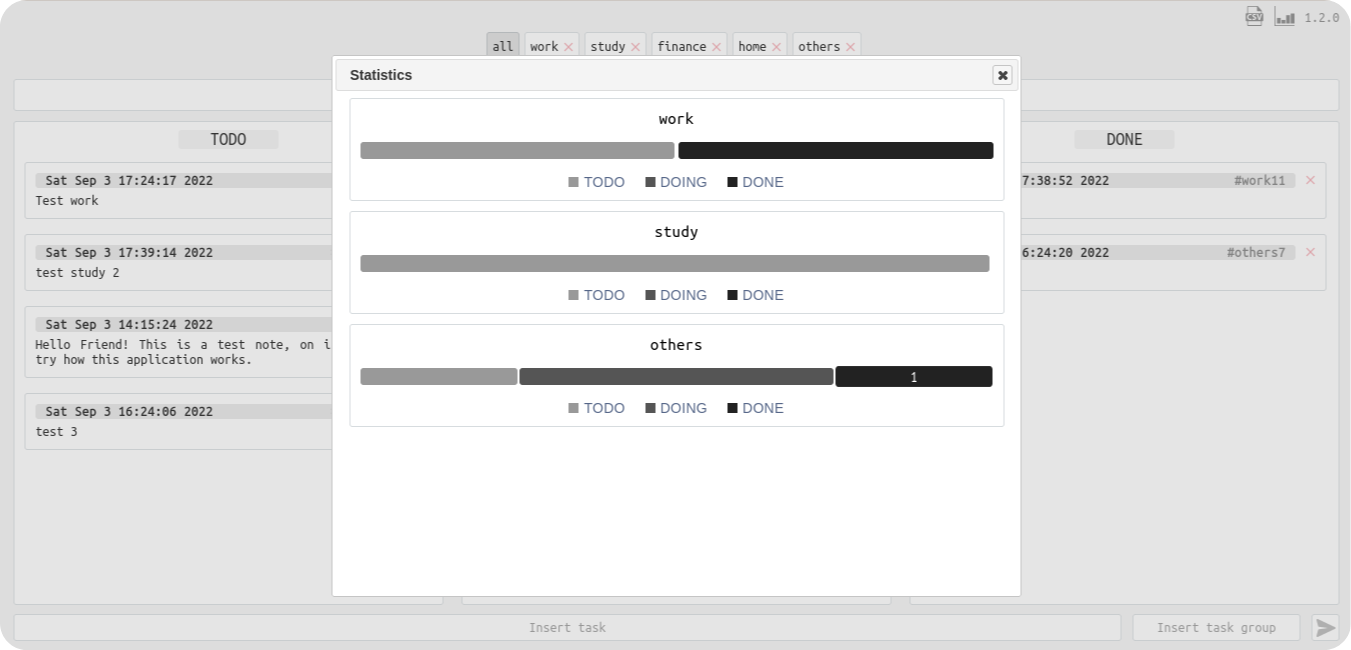 CSV 1.2.0
all work × study × finance × home × others ×
Statistics
TODO
Sat Sep 3 17:24:17 2022
Test work
Sat Sep 3 17:39:14 2022
test study 2
Sat Sep 3 14:15:24 2022
Hello Friend! This is a test note, on
try how this application works.
Sat Sep 3 16:24:06 2022
test 3
work
TODO DOING DONE
study
TODO DOING DONE
others
1
TODO DOING DONE
DONE
7:38:52 2022 #work11
6:24:20 2022 #others7
Insert task
Insert task group